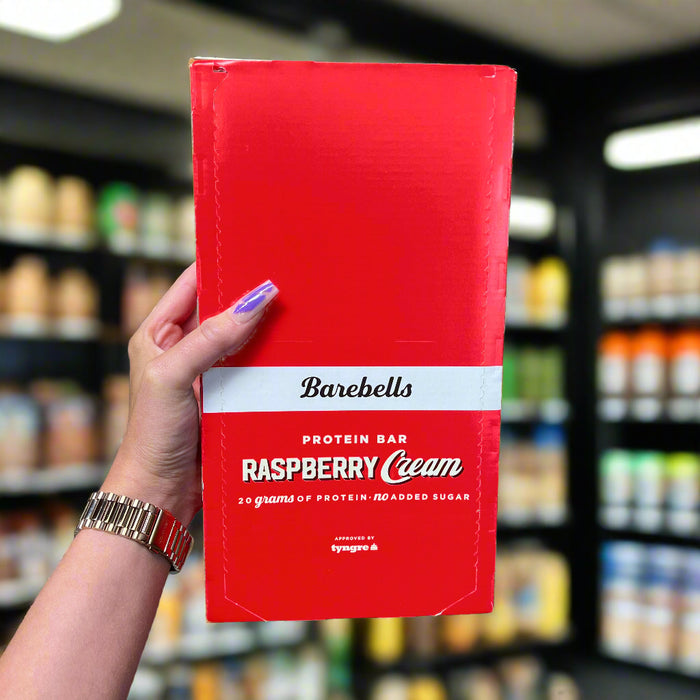 Barebells
PROTEIN BAR
RASPBERRY Cream
20 grams OF PROTEIN · no ADDED SUGAR
APPROVED BY
tyngre